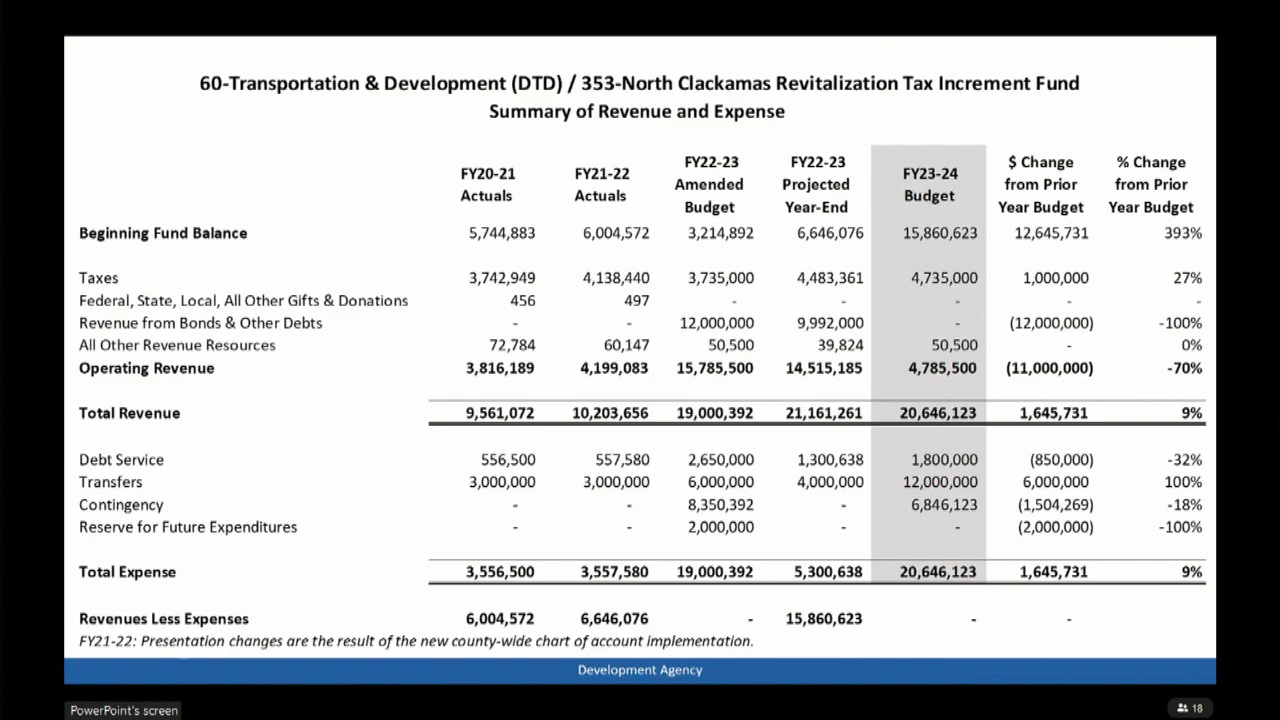 60-Transportation & Development (DTD) / 353-North Clackamas Revitalization Tax Increment Fund
Summary of Revenue and Expense
FY20-21 Actuals FY21-22 Actuals FY22-23 Amended Budget FY22-23 Projected Year-End FY23-24 Budget $ Change from Prior Year Budget % Change from Prior Year Budget
Beginning Fund Balance 5,744,883 6,004,572 3,214,892 6,646,076 15,860,623 12,645,731 393%
Taxes 3,742,949 4,138,440 3,735,000 4,483,361 4,735,000 1,000,000 27%
Federal, State, Local, All Other Gifts & Donations 456 497 - - - - -
Revenue from Bonds & Other Debts - - 12,000,000 9,992,000 - (12,000,000) -100%
All Other Revenue Resources 72,784 60,147 50,500 39,824 50,500 - 0%
Operating Revenue 3,816,189 4,199,083 15,785,500 14,515,185 4,785,500 (11,000,000) -70%
Total Revenue 9,561,072 10,203,656 19,000,392 21,161,261 20,646,123 1,645,731 9%
Debt Service 556,500 557,580 2,650,000 1,300,638 1,800,000 (850,000) -32%
Transfers 3,000,000 3,000,000 6,000,000 4,000,000 12,000,000 6,000,000 100%
Contingency - - 8,350,392 - 6,846,123 (1,504,269) -18%
Reserve for Future Expenditures - - 2,000,000 - - (2,000,000) -100%
Total Expense 3,556,500 3,557,580 19,000,392 5,300,638 20,646,123 1,645,731 9%
Revenues Less Expenses 6,004,572 6,646,076 - 15,860,623 - -
FY21-22: Presentation changes are the result of the new county-wide chart of account implementation.
Development Agency
PowerPoint's screen
18